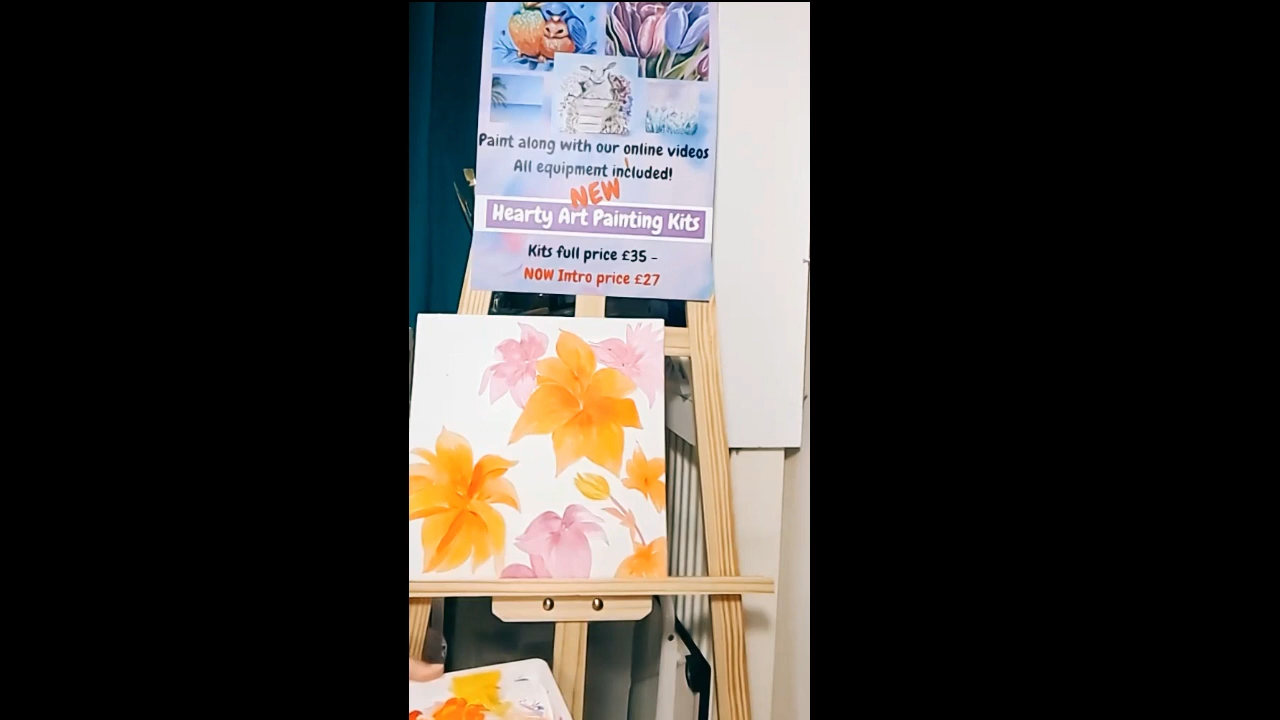 Paint along with our online videos
All equipment included!
NEW
Hearty Art Painting Kits
Kits full price £35 -
NOW Intro price £27